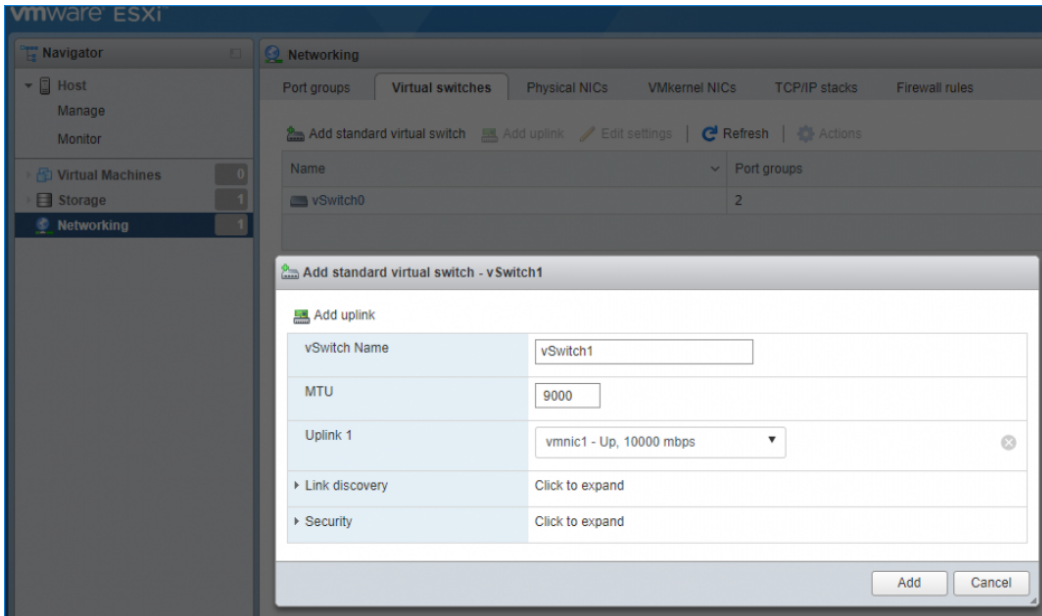 vmware ESXi™
Navigator
Host
Manage
Monitor
Virtual Machines 0
Storage 1
Networking 1
Networking
Port groups Virtual switches Physical NICs VMkernel NICs TCP/IP stacks Firewall rules
Add standard virtual switch Add uplink Edit settings Refresh Actions
Name Port groups
vSwitch0 2
Add standard virtual switch - vSwitch1
Add uplink
vSwitch Name vSwitch1
MTU 9000
Uplink 1 vmnic1 - Up, 10000 mbps
Link discovery Click to expand
Security Click to expand
Add Cancel